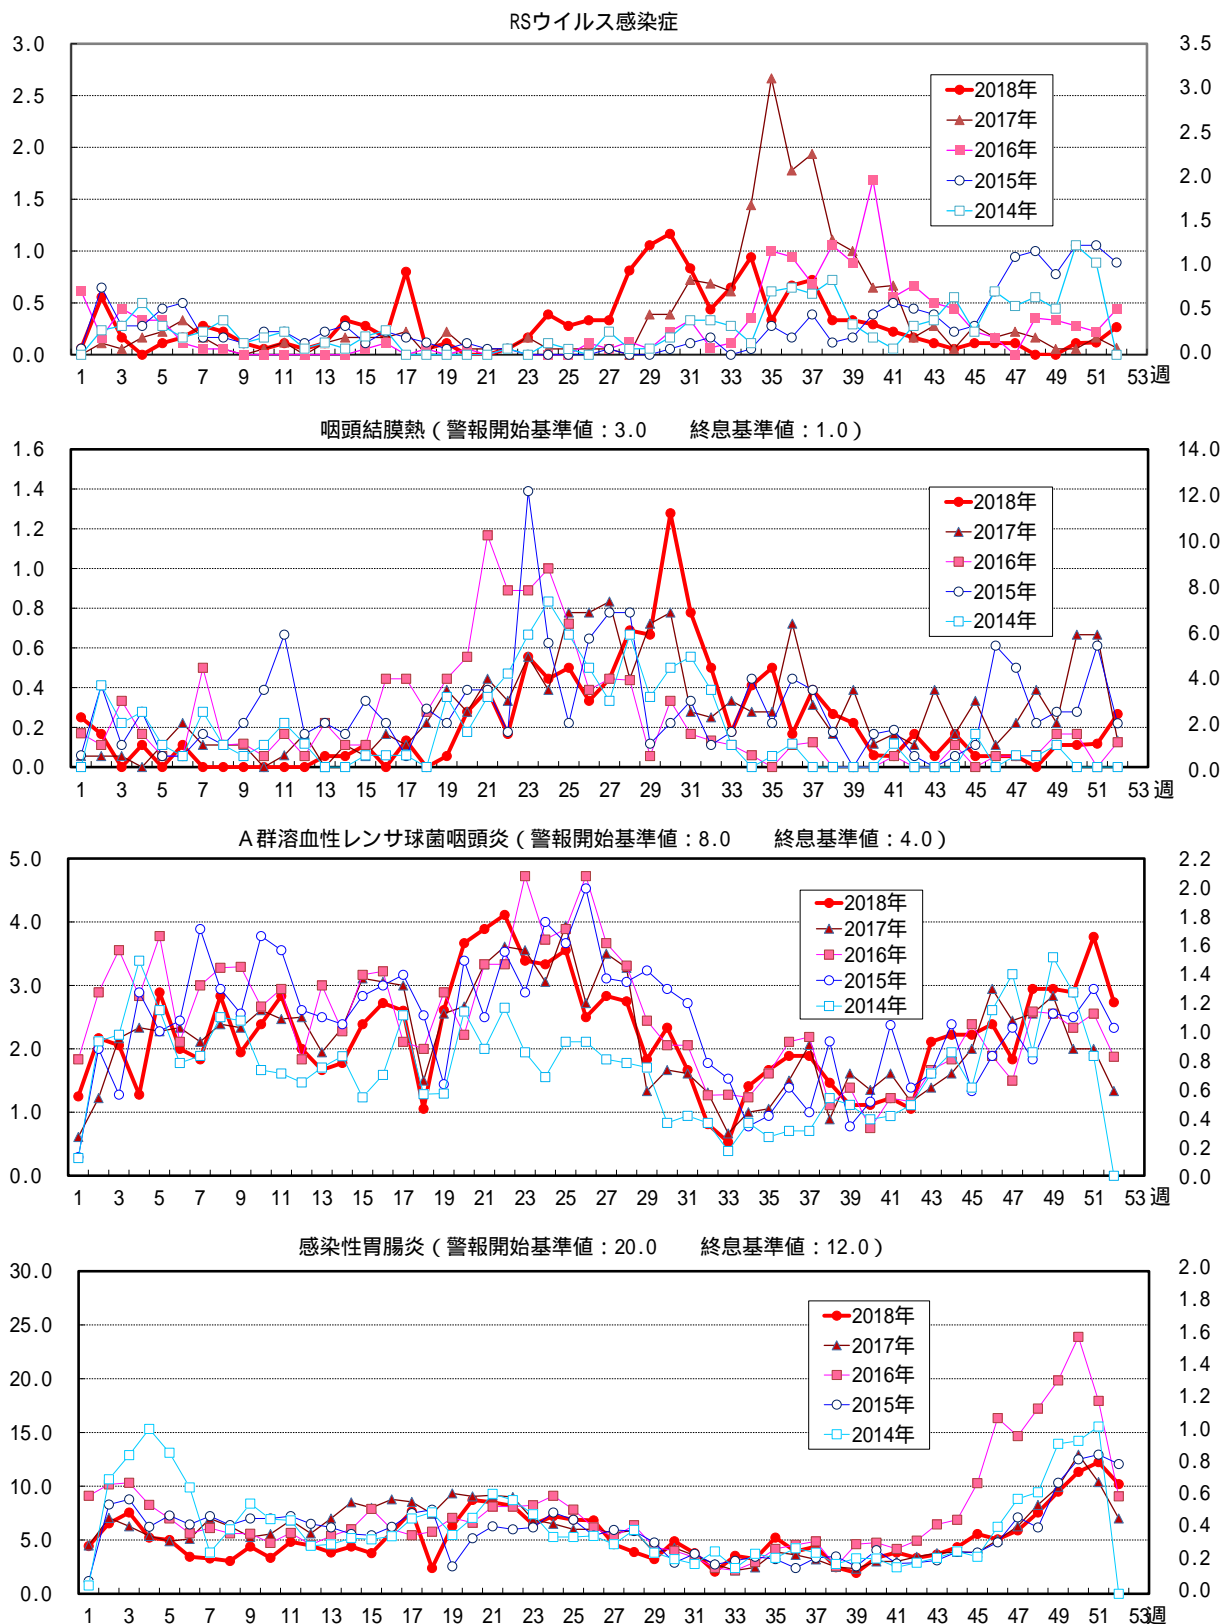 RSウイルス感染症
3.0
2.5
2.0
1.5
1.0
0.5
0.0
3.5
3.0
2.5
2.0
1.5
1.0
0.5
0.0
2018年
2017年
2016年
2015年
2014年
1 3 5 7 9 11 13 15 17 19 21 23 25 27 29 31 33 35 37 39 41 43 45 47 49 51 53週
咽頭結膜熱(警報開始基準値:3.0 終息基準値:1.0)
1.6
1.4
1.2
1.0
0.8
0.6
0.4
0.2
0.0
14.0
12.0
10.0
8.0
6.0
4.0
2.0
0.0
2018年
2017年
2016年
2015年
2014年
1 3 5 7 9 11 13 15 17 19 21 23 25 27 29 31 33 35 37 39 41 43 45 47 49 51 53週
A群溶血性レンサ球菌咽頭炎(警報開始基準値:8.0 終息基準値:4.0)
5.0
4.0
3.0
2.0
1.0
0.0
2.2
2.0
1.8
1.6
1.4
1.2
1.0
0.8
0.6
0.4
0.2
0.0
2018年
2017年
2016年
2015年
2014年
1 3 5 7 9 11 13 15 17 19 21 23 25 27 29 31 33 35 37 39 41 43 45 47 49 51 53週
感染性胃腸炎(警報開始基準値:20.0 終息基準値:12.0)
30.0
25.0
20.0
15.0
10.0
5.0
0.0
2.0
1.8
1.6
1.4
1.2
1.0
0.8
0.6
0.4
0.2
0.0
2018年
2017年
2016年
2015年
2014年
1 3 5 7 9 11 13 15 17 19 21 23 25 27 29 31 33 35 37 39 41 43 45 47 49 51 53週